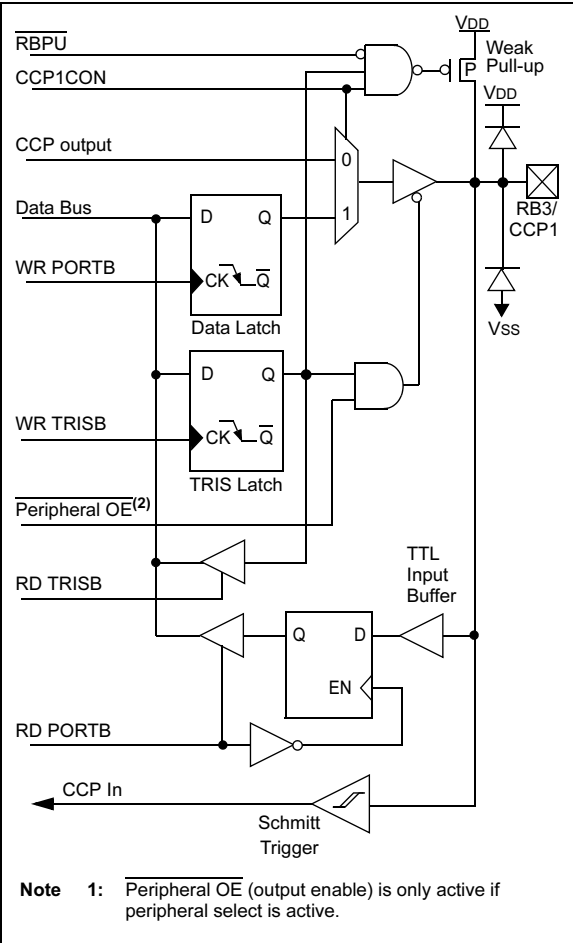 VDD
RBPU
Weak
Pull-up
P
CCP1CON
VDD
CCP output
0
Data Bus
D Q
1
RB3/
CCP1
WR PORTB
CK Q
Data Latch
VSS
D Q
WR TRISB
CK Q
TRIS Latch
Peripheral OE(2)
TTL
Input
Buffer
RD TRISB
Q D
EN
RD PORTB
CCP In
Schmitt
Trigger
Note 1: Peripheral OE (output enable) is only active if
peripheral select is active.